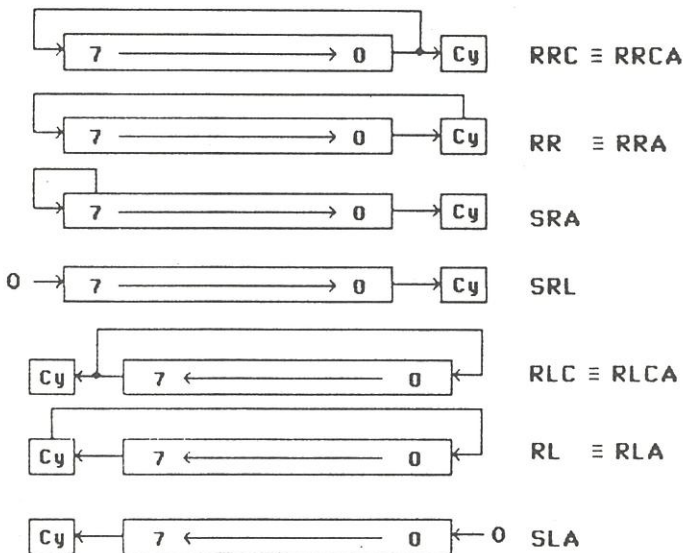 7 0 Cy RRC ≡ RRCA
7 0 Cy RR ≡ RRA
7 0 Cy SRA
0 7 0 Cy SRL
Cy 7 0 RLC ≡ RLCA
Cy 7 0 RL ≡ RLA
Cy 7 0 0 SLA